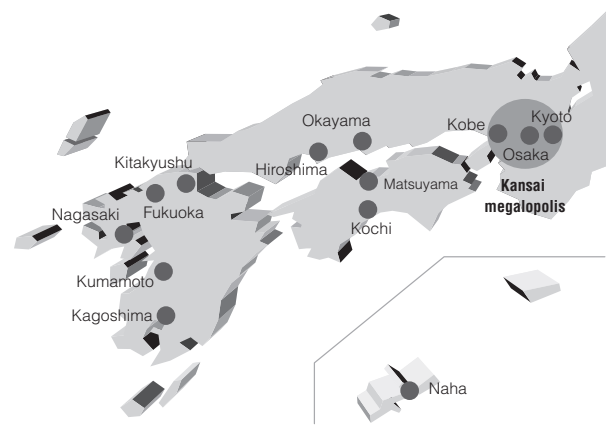 Okayama
Kobe
Kyoto
Osaka
Hiroshima
Kitakyushu
Matsuyama
Kansai
megalopolis
Nagasaki
Fukuoka
Kochi
Kumamoto
Kagoshima
Naha